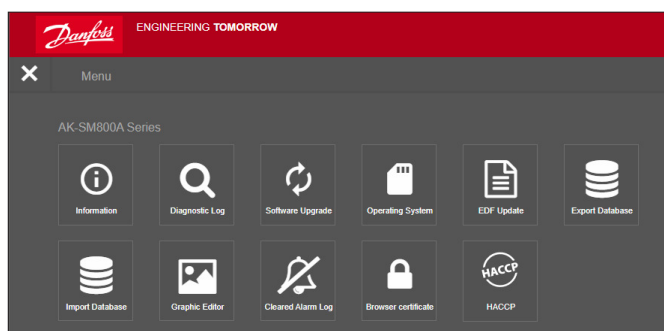 Danfoss
ENGINEERING TOMORROW
Menu
AK-SM800A Series
Information
Diagnostic Log
Software Upgrade
Operating System
EDF Update
Export Database
HACCP
Import Database
Graphic Editor
Cleared Alarm Log
Browser certificate
HACCP